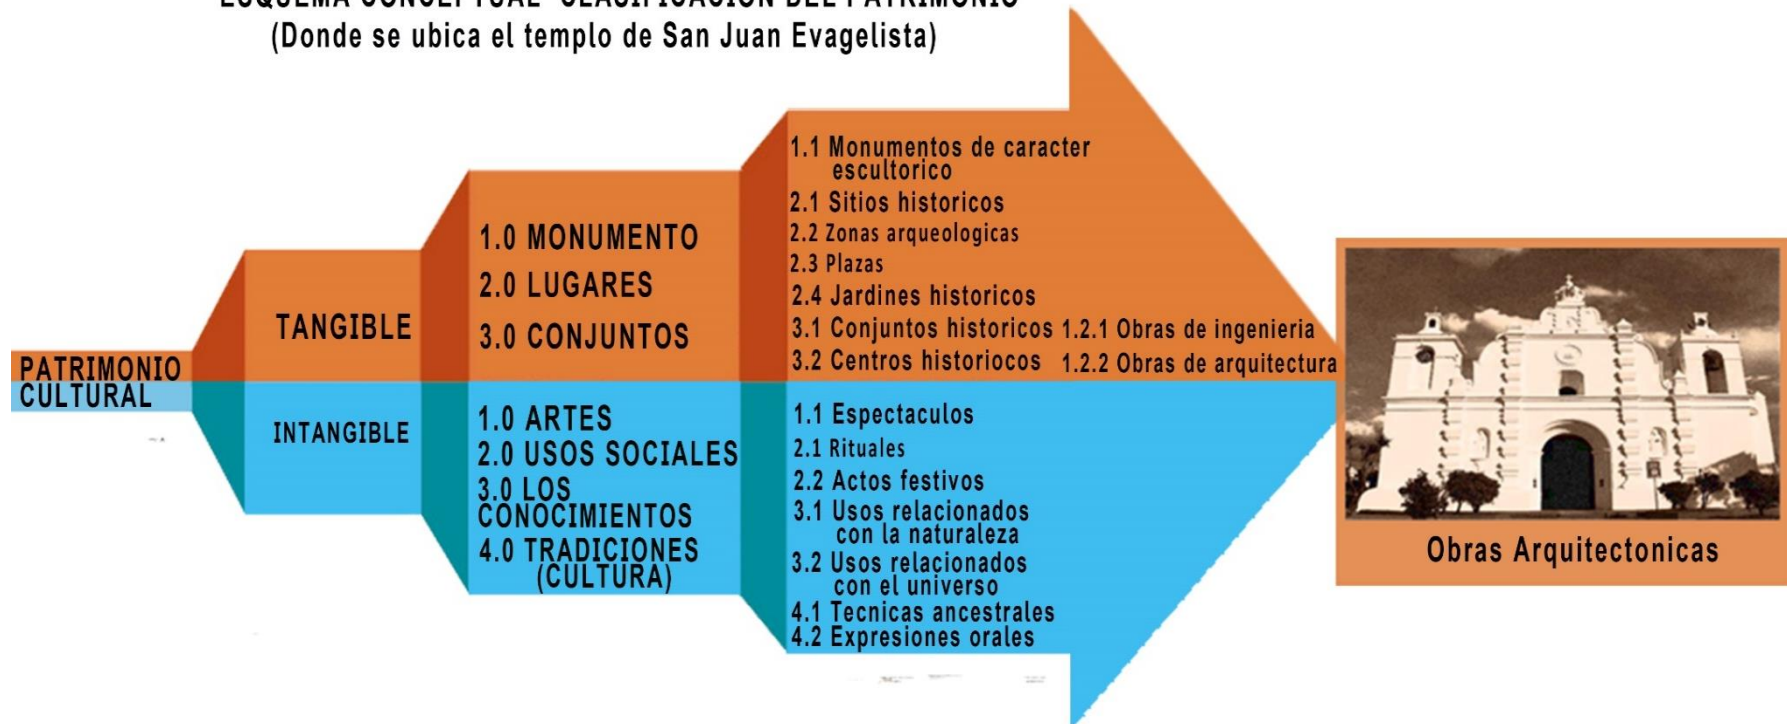 ESQUEMA CONCEPTUAL CLASIFICACION DEL PATRIMONIO
(Donde se ubica el templo de San Juan Evagelista)
PATRIMONIO
CULTURAL
TANGIBLE
INTANGIBLE
1.0 MONUMENTO
2.0 LUGARES
3.0 CONJUNTOS
1.0 ARTES
2.0 USOS SOCIALES
3.0 LOS
CONOCIMIENTOS
4.0 TRADICIONES
(CULTURA)
1.1 Monumentos de caracter
escultorico
2.1 Sitios historicos
2.2 Zonas arqueologicas
2.3 Plazas
2.4 Jardines historicos
3.1 Conjuntos historicos
3.2 Centros historiocos
1.2.1 Obras de ingenieria
1.2.2 Obras de arquitectura
1.1 Espectaculos
2.1 Rituales
2.2 Actos festivos
3.1 Usos relacionados
con la naturaleza
3.2 Usos relacionados
con el universo
4.1 Tecnicas ancestrales
4.2 Expresiones orales
Obras Arquitectonicas